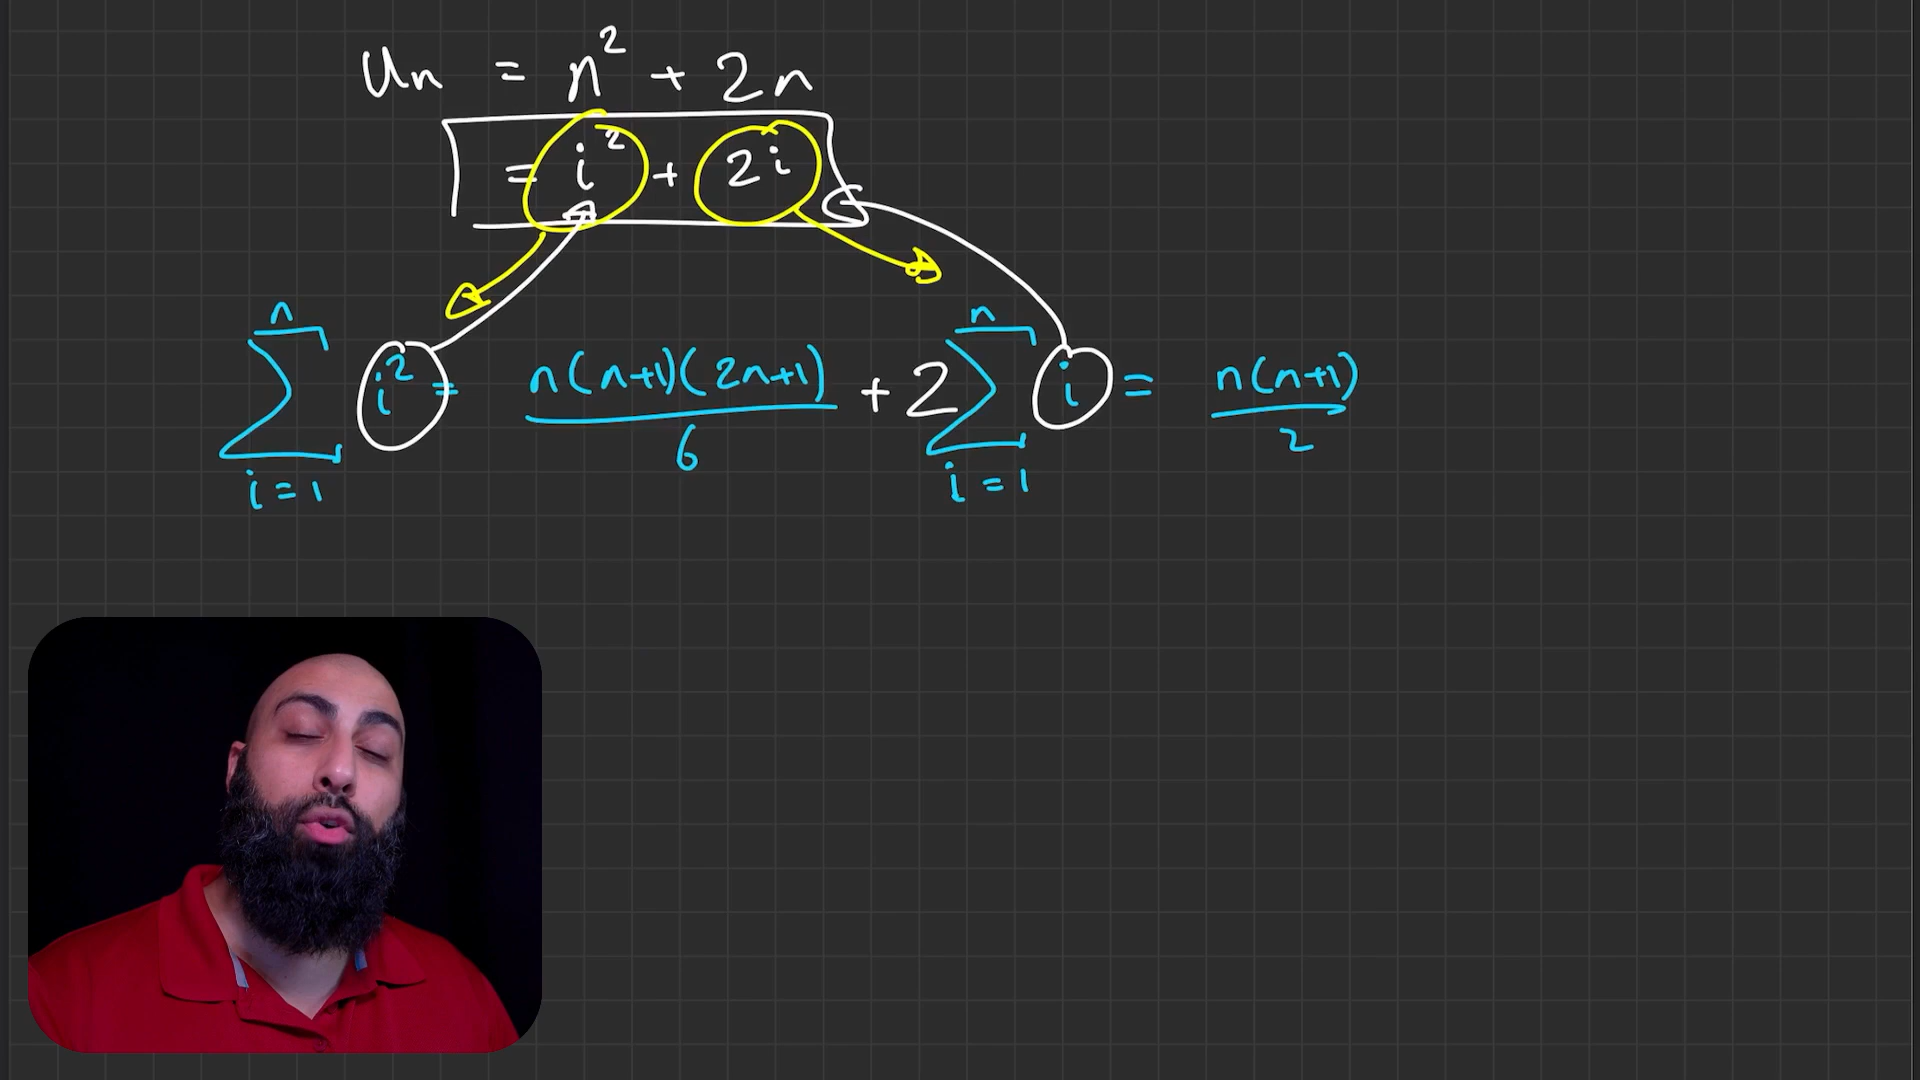 Un = n² + 2n
= i² + 2i
n
∑ i² = n(n+1)(2n+1)/6 + 2 n
∑ i = n(n+1)/2
i = 1
i = 1